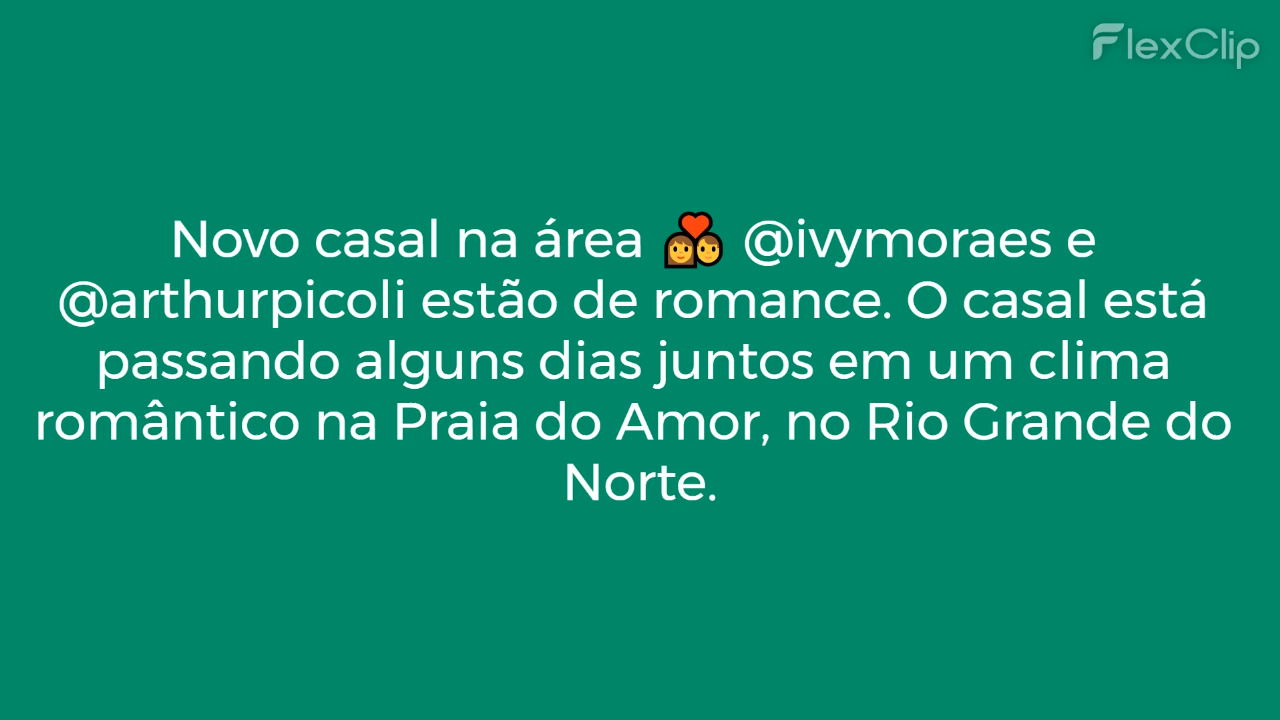 FlexClip
Novo casal na área 💑 @ivymoraes e
@arthurpicoli estão de romance. O casal está
passando alguns dias juntos em um clima
romântico na Praia do Amor, no Rio Grande do
Norte.